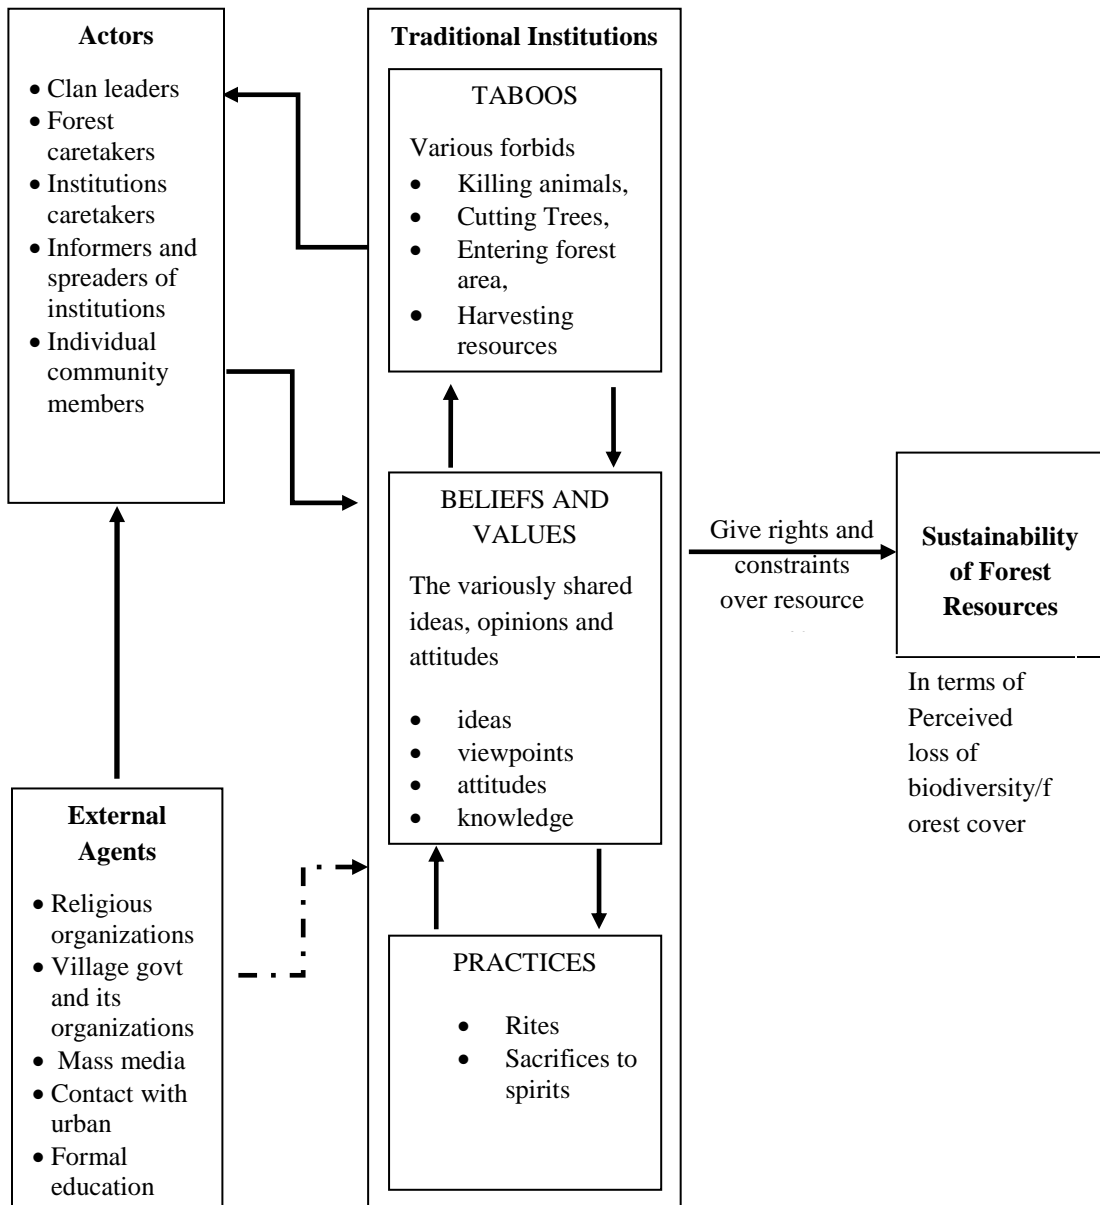 Actors
• Clan leaders
• Forest
caretakers
• Institutions
caretakers
• Informers and
spreaders of
institutions
• Individual
community
members
External
Agents
• Religious
organizations
• Village govt
and its
organizations
• Mass media
• Contact with
urban
• Formal
education
Traditional Institutions
TABOOS
Various forbids
• Killing animals,
• Cutting Trees,
• Entering forest
area,
• Harvesting
resources
BELIEFS AND
VALUES
The variously shared
ideas, opinions and
attitudes
• ideas
• viewpoints
• attitudes
• knowledge
PRACTICES
• Rites
• Sacrifices to
spirits
Give rights and
constraints
over resource
Sustainability
of Forest
Resources
In terms of
Perceived
loss of
biodiversity/f
orest cover